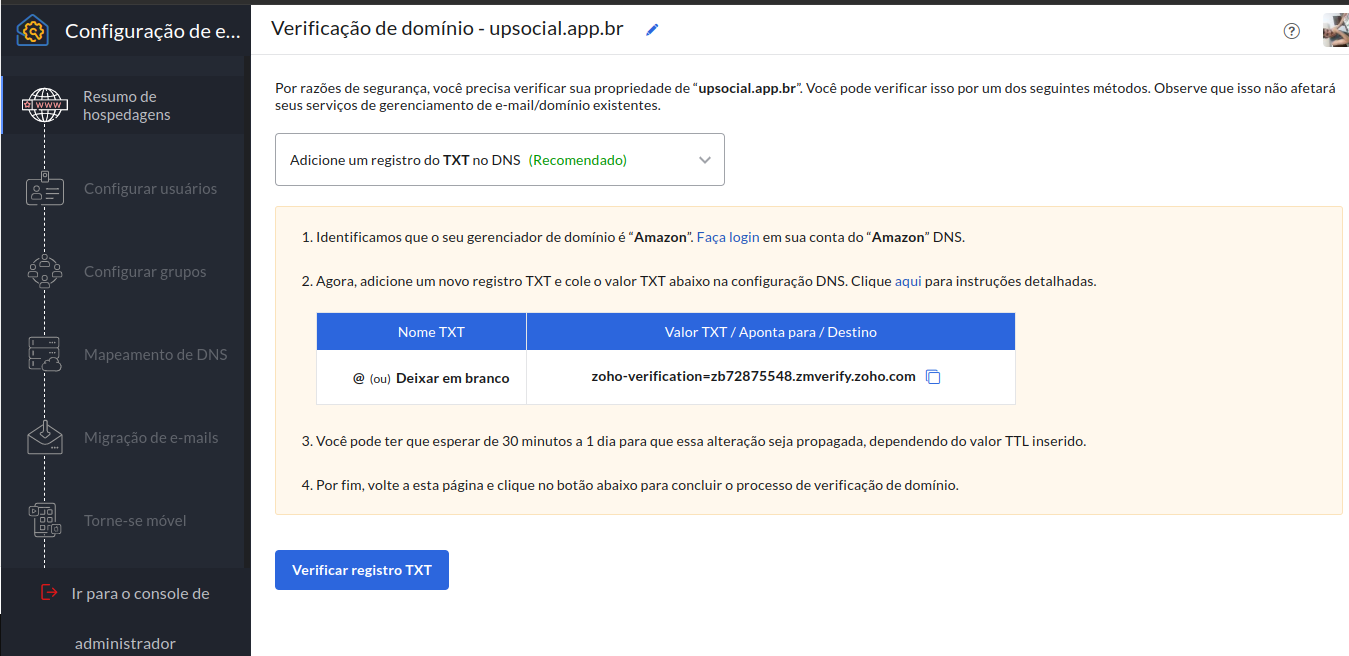 Configuração de e...
Resumo de
hospedagens
Configurar usuários
Configurar grupos
Mapeamento de DNS
Migração de e-mails
Torne-se móvel
Ir para o console de
administrador
Verificação de domínio - upsocial.app.br
Por razões de segurança, você precisa verificar sua propriedade de “upsocial.app.br”. Você pode verificar isso por um dos seguintes métodos. Observe que isso não afetará
seus serviços de gerenciamento de e-mail/domínio existentes.
Adicione um registro do TXT no DNS (Recomendado)
1. Identificamos que o seu gerenciador de domínio é “Amazon”. Faça login em sua conta do “Amazon” DNS.
2. Agora, adicione um novo registro TXT e cole o valor TXT abaixo na configuração DNS. Clique aqui para instruções detalhadas.
Nome TXT
Valor TXT / Aponta para / Destino
@ (ou) Deixar em branco
zoho-verification=zb72875548.zmverify.zoho.com
3. Você pode ter que esperar de 30 minutos a 1 dia para que essa alteração seja propagada, dependendo do valor TTL inserido.
4. Por fim, volte a esta página e clique no botão abaixo para concluir o processo de verificação de domínio.
Verificar registro TXT
WWW
?